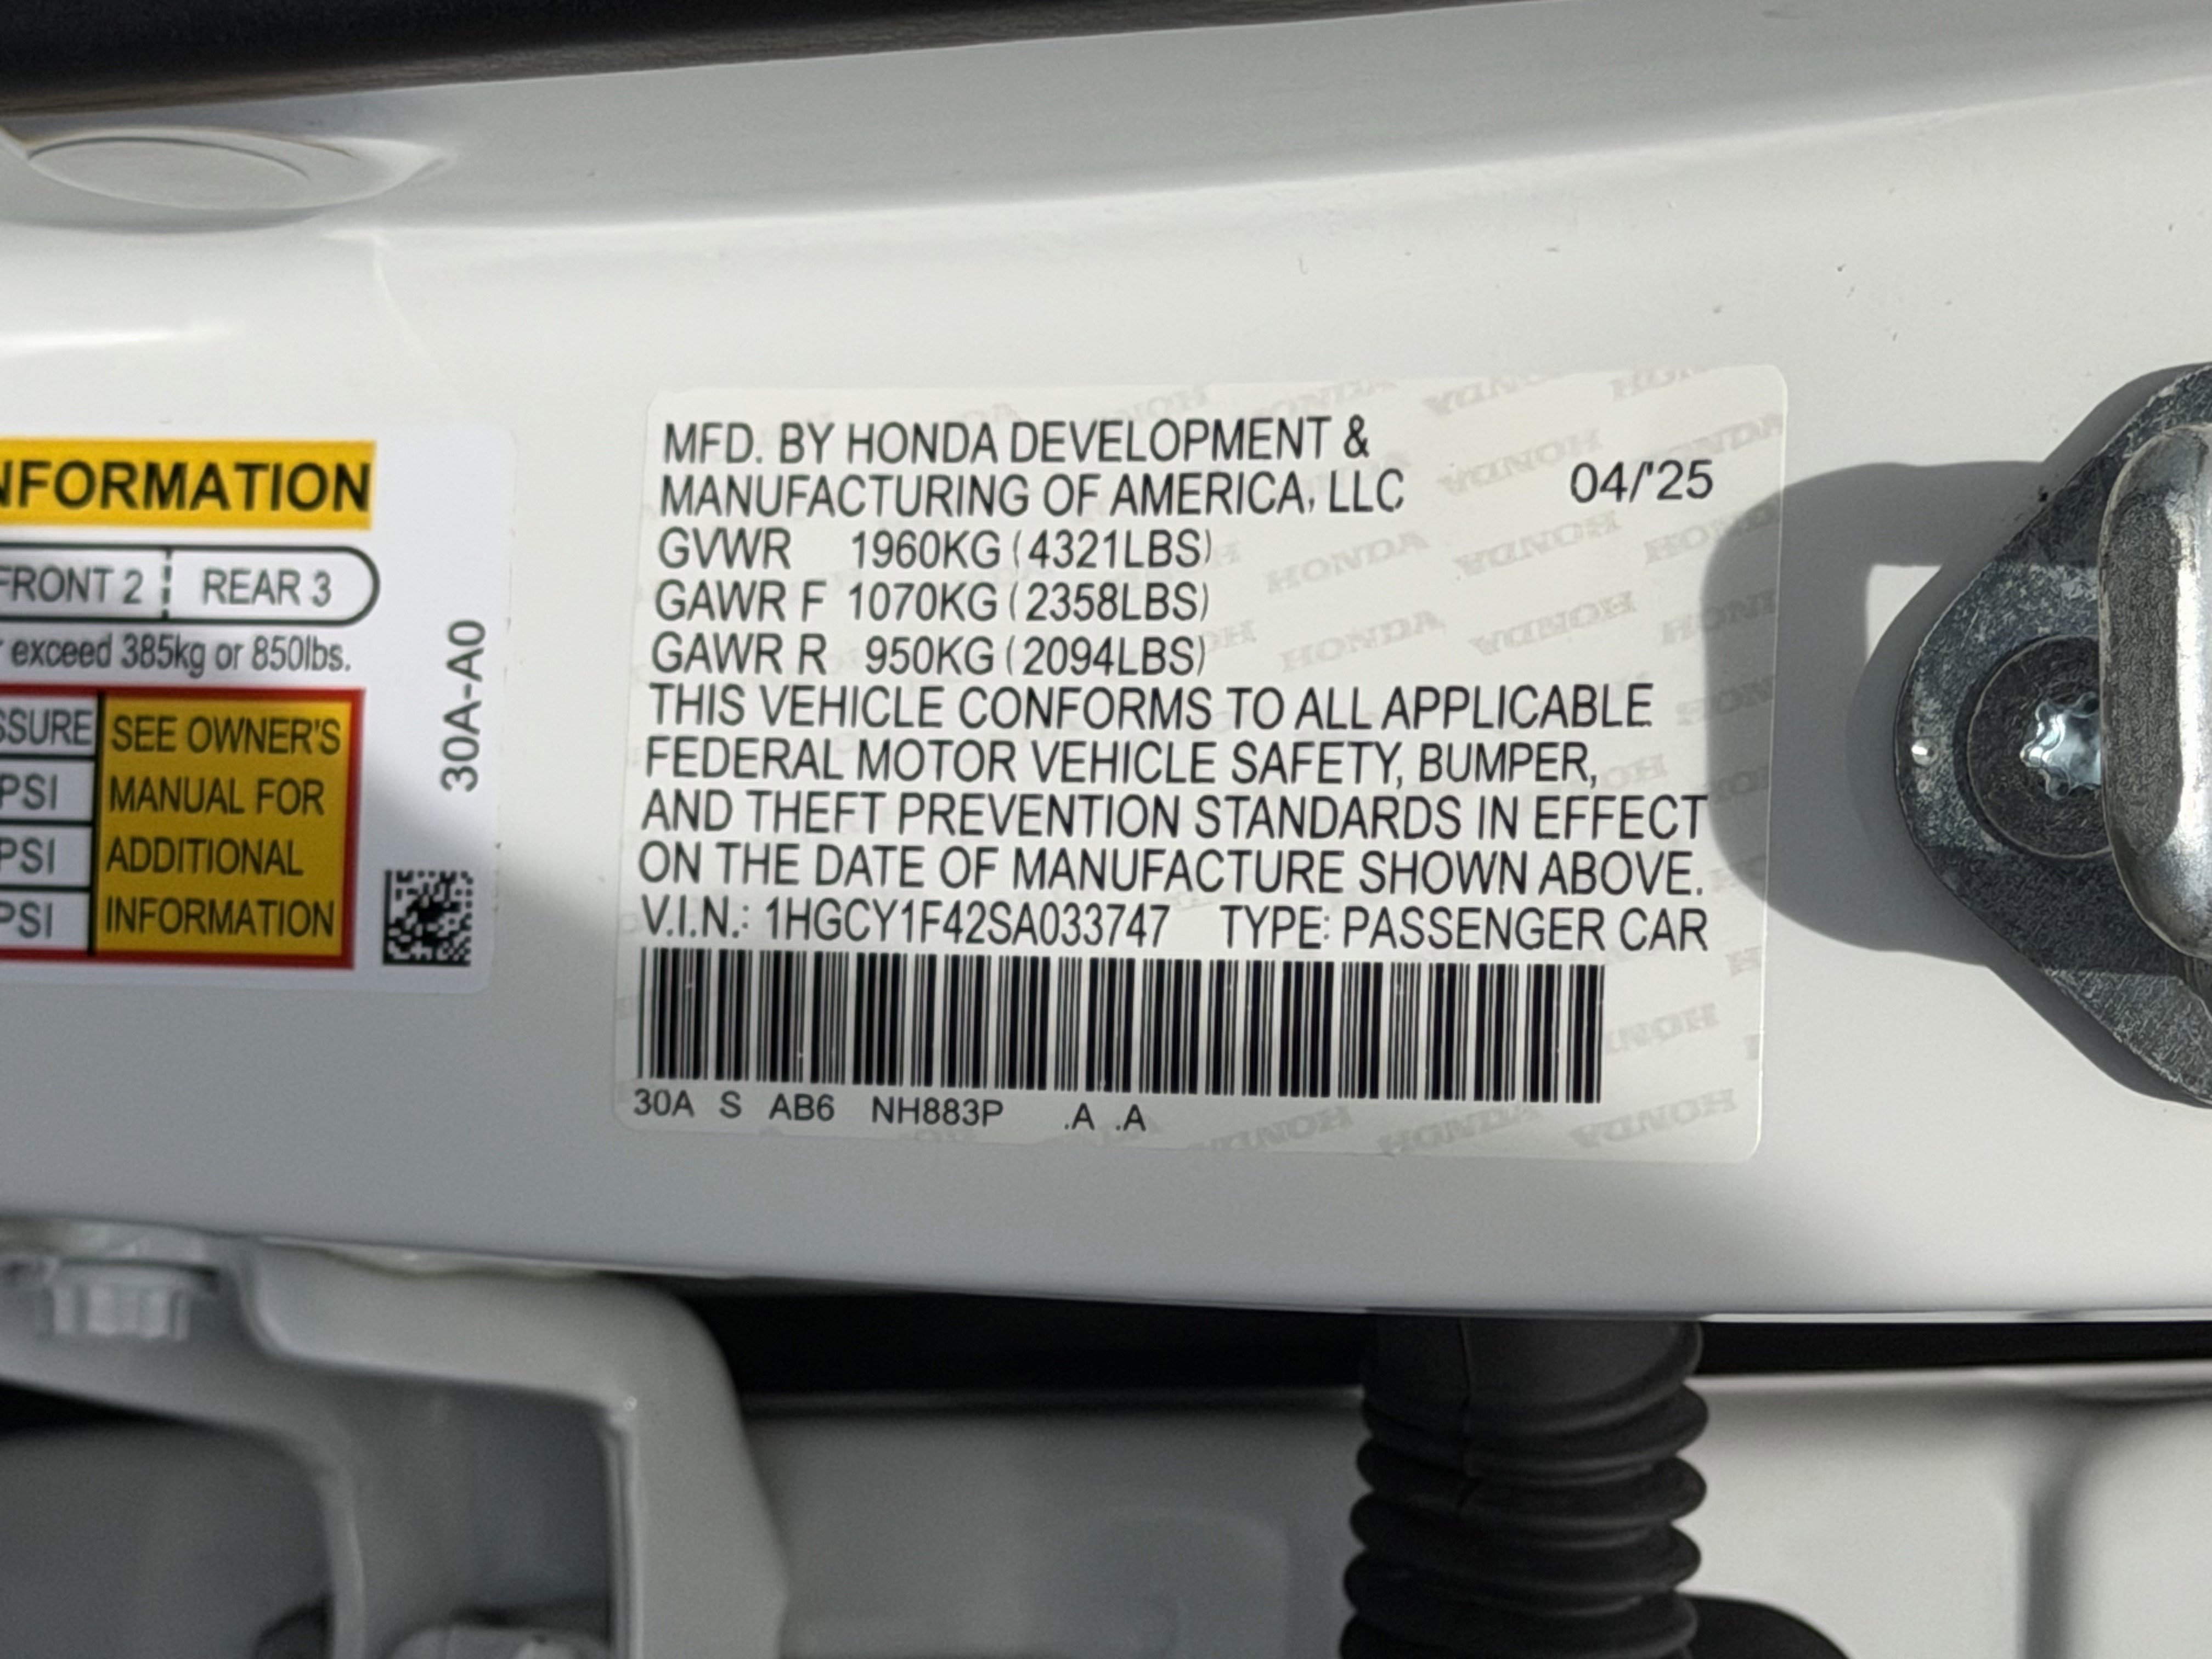 NFORMATION
FRONT 2
REAR 3
exceed 385kg or 850lbs.
SSURE
PSI
PSI
PSI
SEE OWNER'S
MANUAL FOR
ADDITIONAL
INFORMATION
30A-A0
MFD. BY HONDA DEVELOPMENT &
MANUFACTURING OF AMERICA, LLC
04/'25
GVWR 1960KG (4321LBS)
GAWR F 1070KG (2358LBS)
GAWR R 950KG (2094LBS)
THIS VEHICLE CONFORMS TO ALL APPLICABLE
FEDERAL MOTOR VEHICLE SAFETY, BUMPER,
AND THEFT PREVENTION STANDARDS IN EFFECT
ON THE DATE OF MANUFACTURE SHOWN ABOVE.
V.I.N.: 1HGCY1F42SA033747 TYPE: PASSENGER CAR
30A S AB6 NH883P .A .A